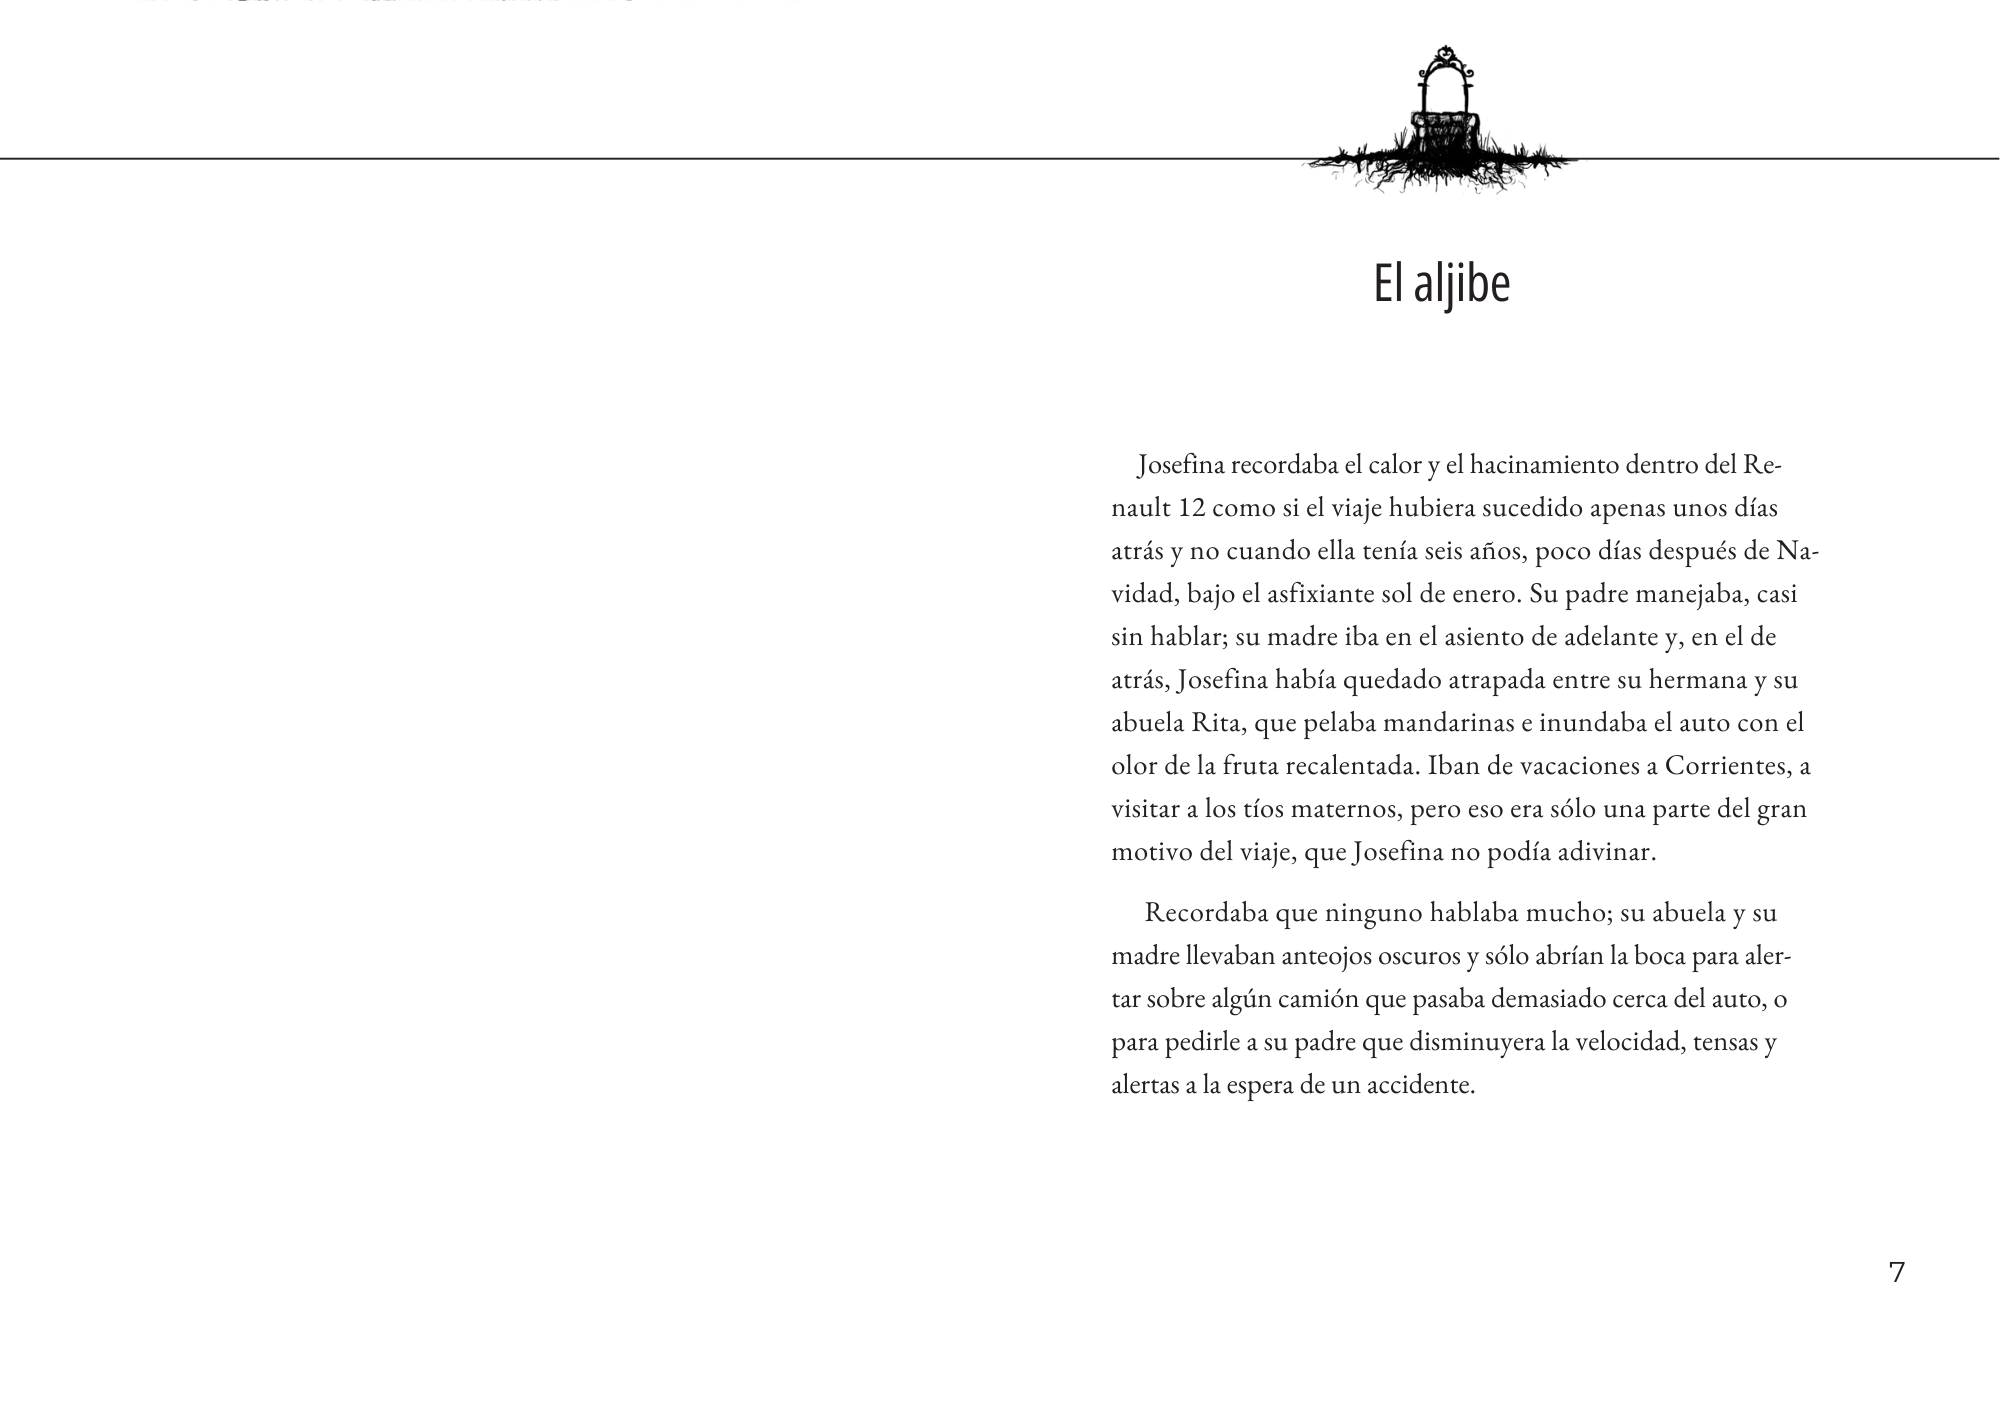 El aljibe
Josefina recordaba el calor y el hacinamiento dentro del Re-
nault 12 como si el viaje hubiera sucedido apenas unos días
atrás y no cuando ella tenía seis años, poco días después de Na-
vidad, bajo el asfixiante sol de enero. Su padre manejaba, casi
sin hablar; su madre iba en el asiento de adelante y, en el de
atrás, Josefina había quedado atrapada entre su hermana y su
abuela Rita, que pelaba mandarinas e inundaba el auto con el
olor de la fruta recalentada. Iban de vacaciones a Corrientes, a
visitar a los tíos maternos, pero eso era sólo una parte del gran
motivo del viaje, que Josefina no podía adivinar.
Recordaba que ninguno hablaba mucho; su abuela y su
madre llevaban anteojos oscuros y sólo abrían la boca para aler-
tar sobre algún camión que pasaba demasiado cerca del auto, o
para pedirle a su padre que disminuyera la velocidad, tensas y
alertas a la espera de un accidente.
7